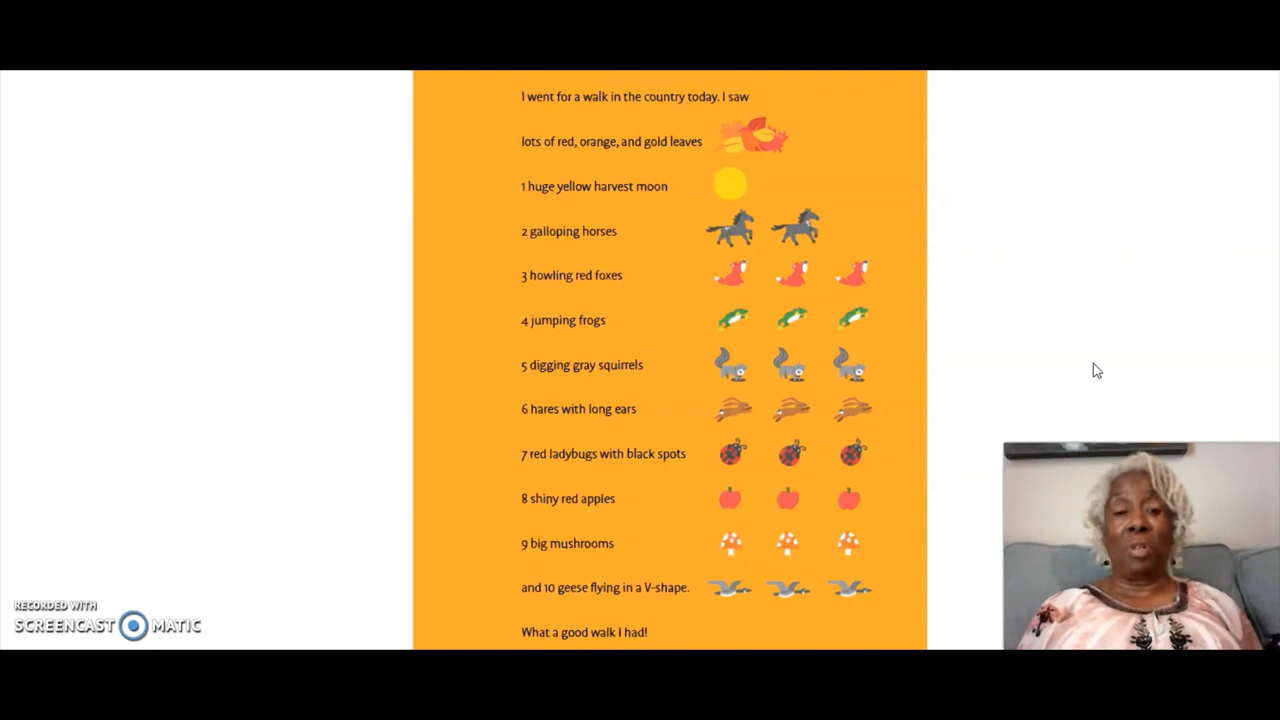 I went for a walk in the country today. I saw
lots of red, orange, and gold leaves
1 huge yellow harvest moon
2 galloping horses
3 howling red foxes
4 jumping frogs
5 digging gray squirrels
6 hares with long ears
7 red ladybugs with black spots
8 shiny red apples
9 big mushrooms
and 10 geese flying in a V-shape.
What a good walk I had!
RECORDED WITH
SCREENCAST MATIC